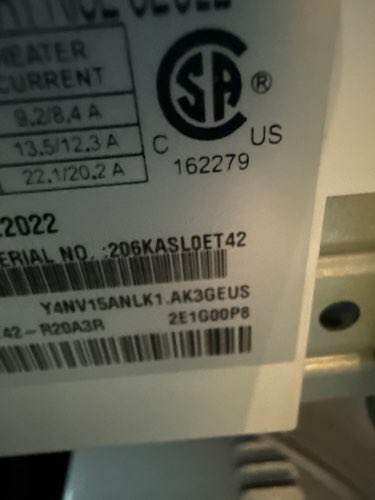 HEATER
CURRENT
9.2/8.4 A
13.5/12.3 A
22.1/20.2 A
CSA ®
C US
162279
.2022
ERIAL NO. :206KASL0ET42
Y4NV15ANLK1.AK3GEUS
42-R20A3R 2E1G00P8